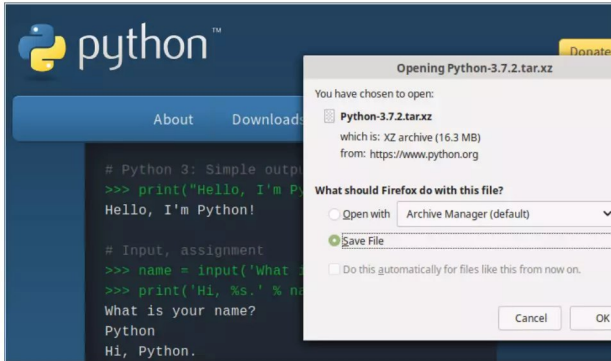 python™
Donate
About
Downloads
# Python 3: Simple outp
>>> print("Hello, I'm Py
Hello, I'm Python!
# Input, assignment
>>> name = input('What i
>>> print('Hi, %s.' % na
What is your name?
Python
Hi, Python.
Opening Python-3.7.2.tar.xz
You have chosen to open:
Python-3.7.2.tar.xz
which is: XZ archive (16.3 MB)
from: https://www.python.org
What should Firefox do with this file?
Open with Archive Manager (default)
Save File
Do this automatically for files like this from now on.
Cancel
OK